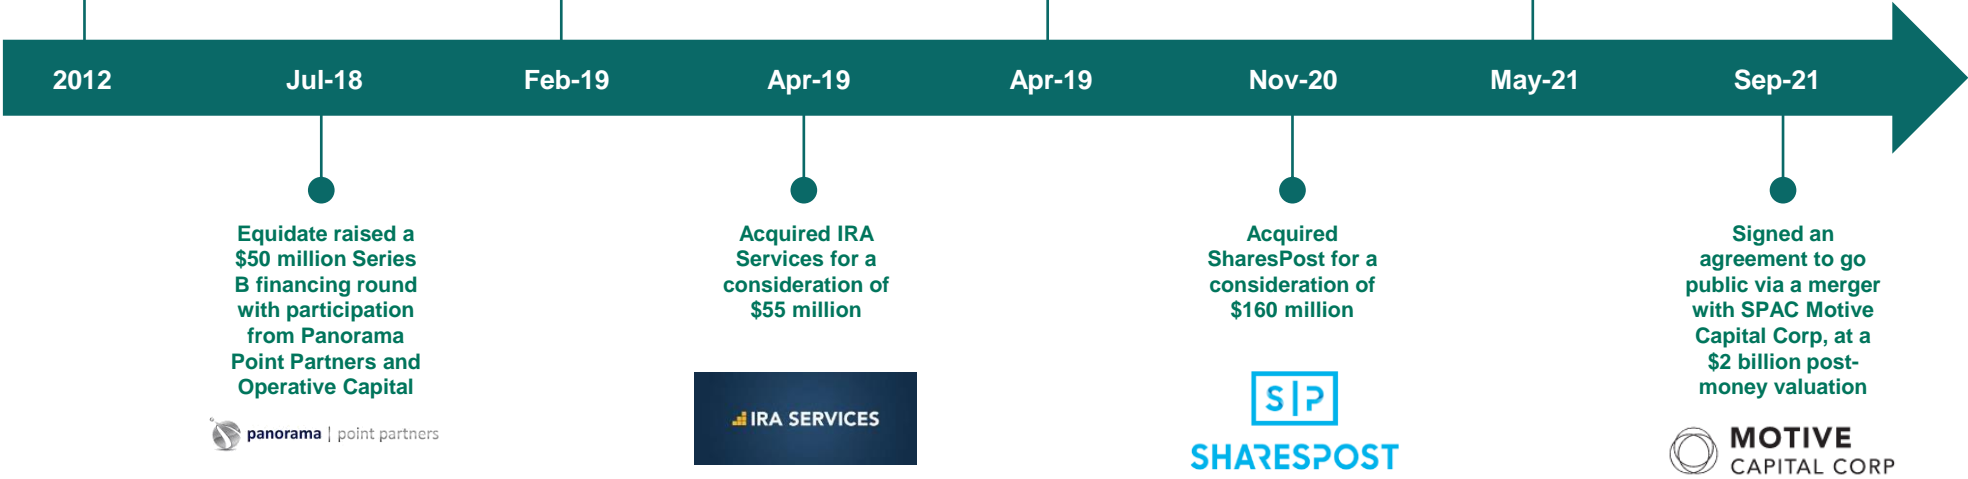 2012
Jul-18
Feb-19
Apr-19
Apr-19
Nov-20
May-21
Sep-21
Equidate raised a
$50 million Series
B financing round
with participation
from Panorama
Point Partners and
Operative Capital
panorama | point partners
Acquired IRA
Services for a
consideration of
$55 million
IRA SERVICES
Acquired
SharesPost for a
consideration of
$160 million
S|P
SHARESPOST
Signed an
agreement to go
public via a merger
with SPAC Motive
Capital Corp, at a
$2 billion post-
money valuation
MOTIVE
CAPITAL CORP